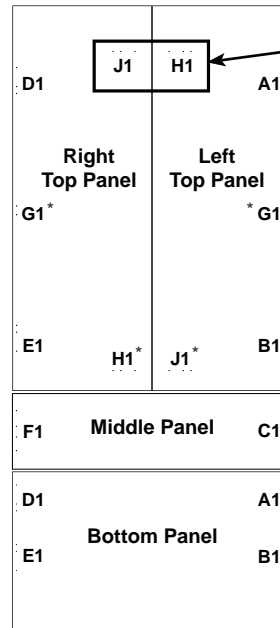 J1 H1
D1 A1
Right Left
Top Panel Top Panel
G1* *G1
E1 B1
H1* J1*
F1 Middle Panel C1
D1 A1
Bottom Panel
E1 B1